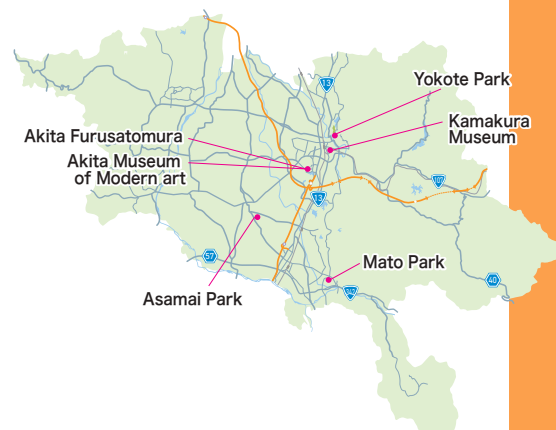 13
Yokote Park
Kamakura
Museum
Akita Furusatomura
Akita Museum
of Modern art
107
13
57
Mato Park
Asamai Park
40
342